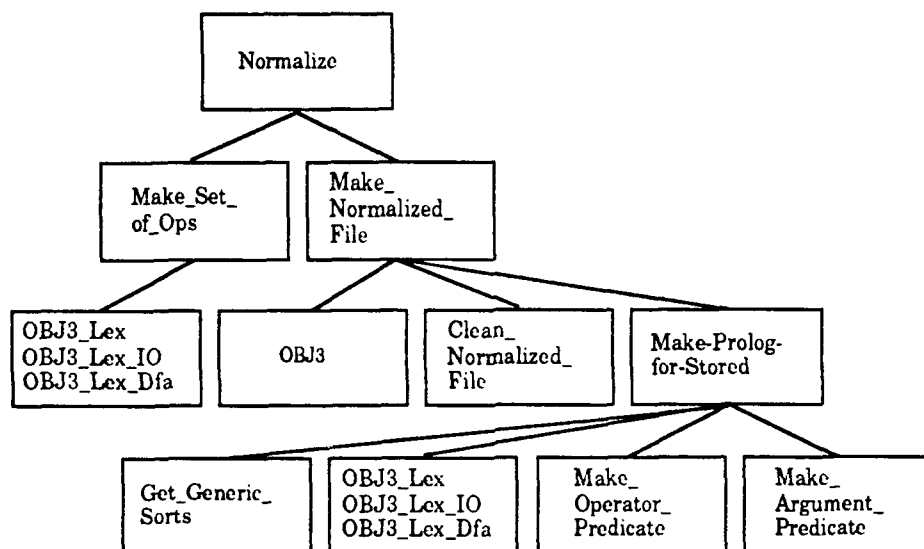 Normalize
Make_Set_
of_Ops
Make_
Normalized_
File
OBJ3_Lex
OBJ3_Lex_IO
OBJ3_Lex_Dfa
OBJ3
Clean_
Normalized_
File
Make-Prolog-
for-Stored
Get_Generic_
Sorts
OBJ3_Lex
OBJ3_Lex_IO
OBJ3_Lex_Dfa
Make_
Operator_
Predicate
Make_
Argument_
Predicate